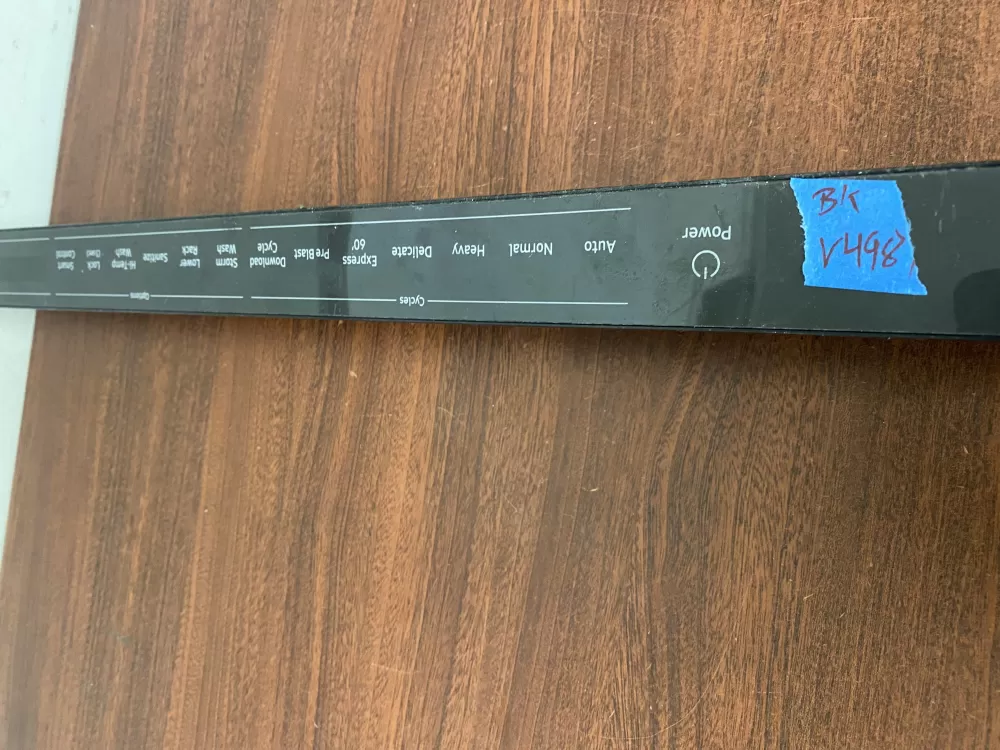 BK
V498
Power
Cycles
Auto
Normal
Heavy
Delicate
Express
60'
Pre Blast
Download
Cycle
Options
Storm
Wash
Lower
Rack
Sanitize
Hi-Temp
Wash
Lock
Smart
Control